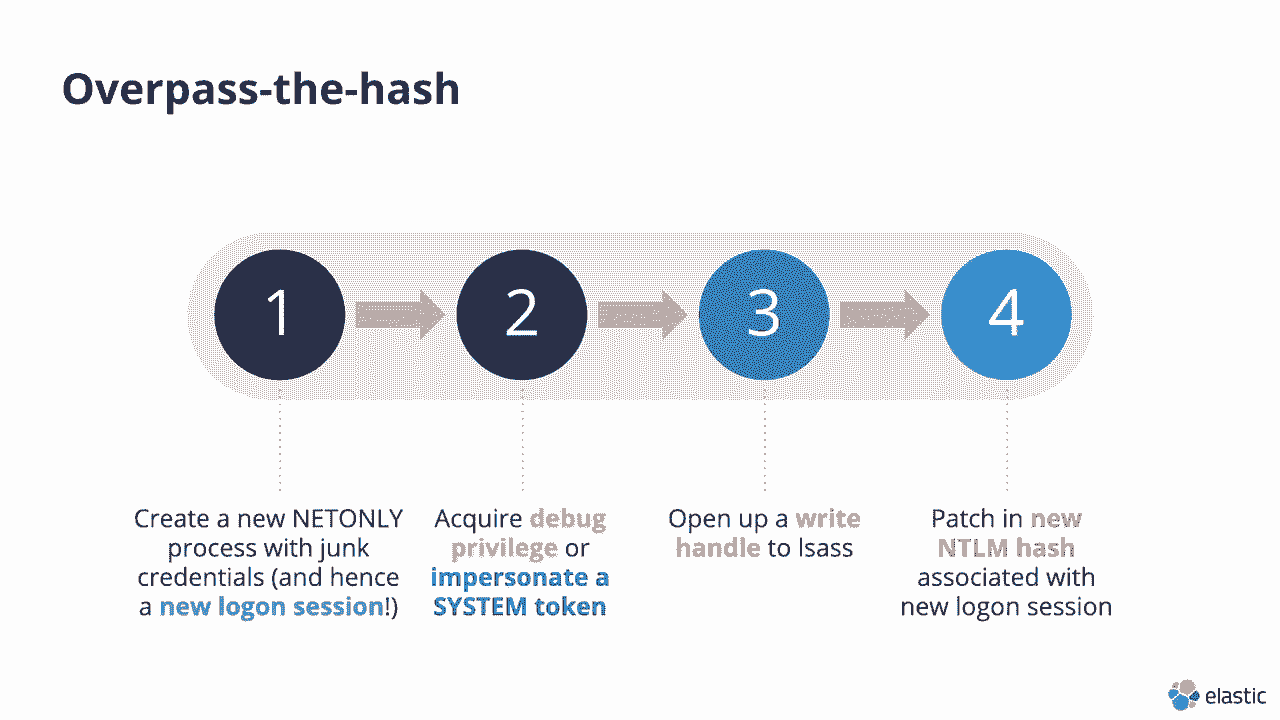 Overpass-the-hash
1
2
3
4
Create a new NETONLY
process with junk
credentials (and hence
a new logon session!)
Acquire debug
privilege or
impersonate a
SYSTEM token
Open up a write
handle to lsass
Patch in new
NTLM hash
associated with
new logon session
elastic